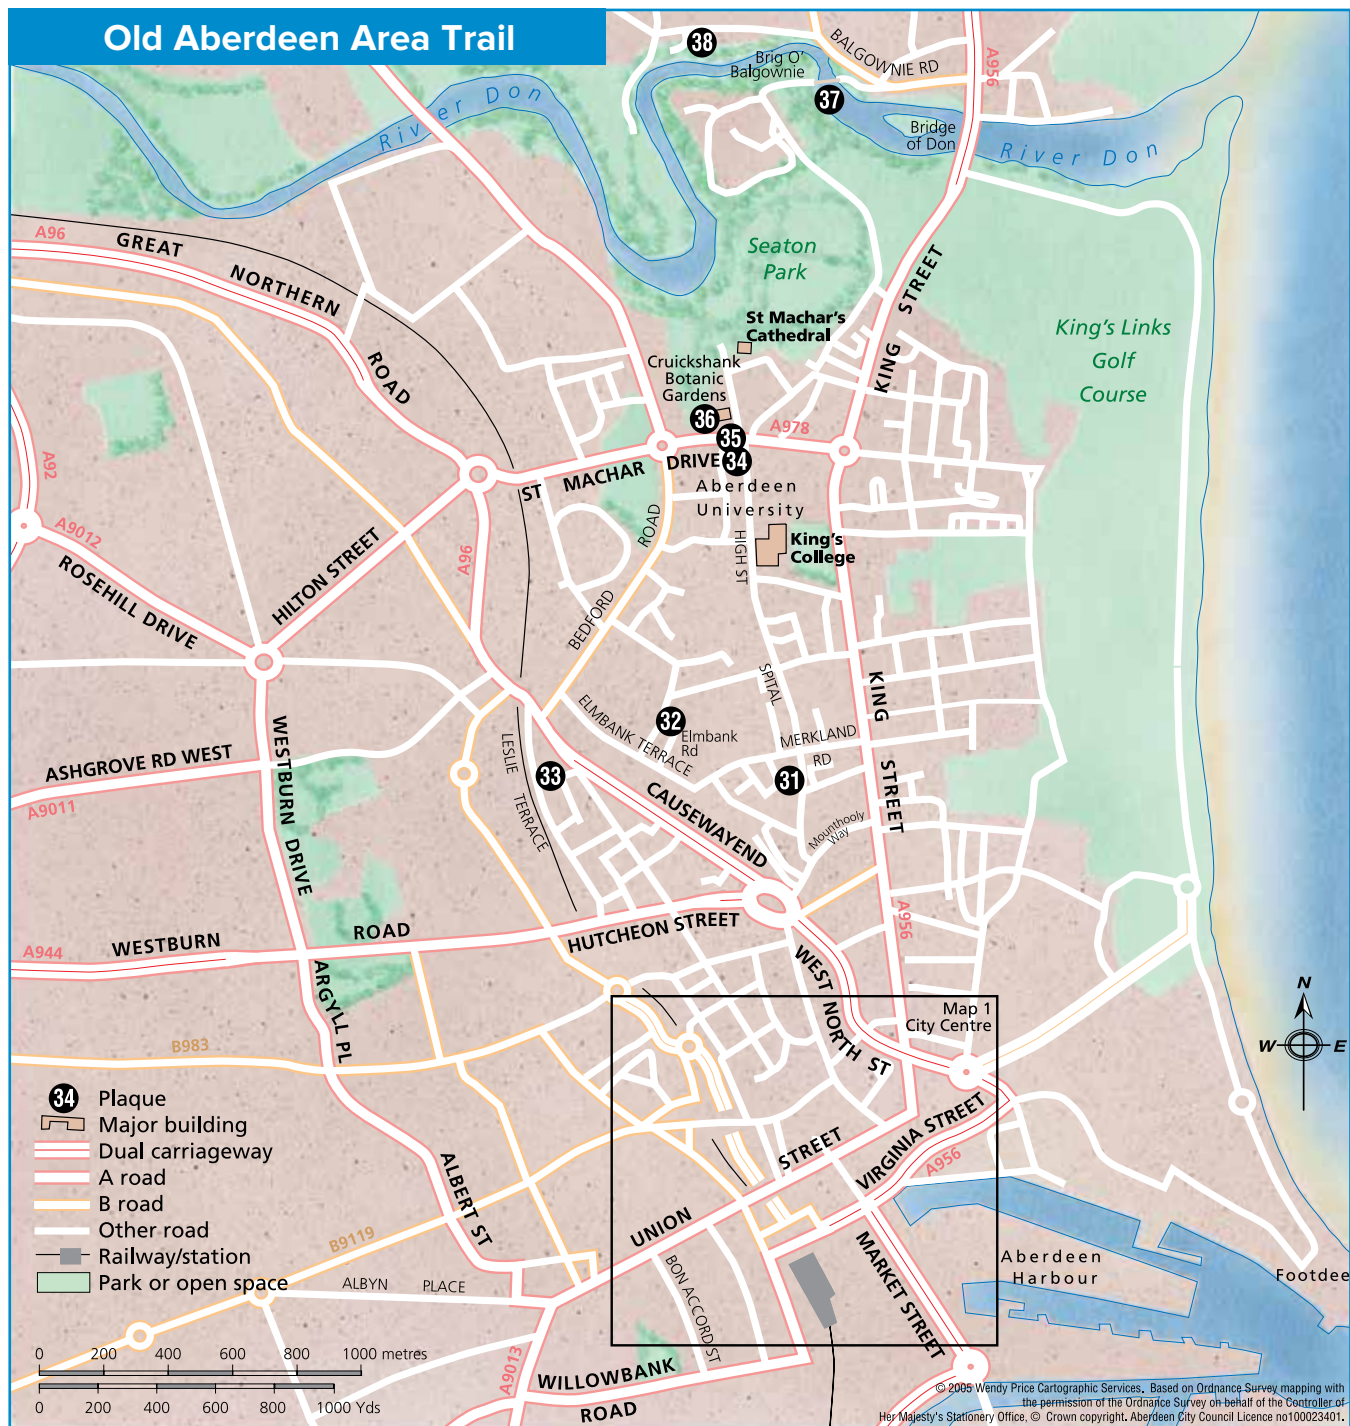 Old Aberdeen Area Trail
38
Brig O'
Balgownie
BALGOWNIE RD
A956
37
Bridge
of Don
River Don
River Don
A96
GREAT
NORTHERN
ROAD
Seaton
Park
KING STREET
St Machar's
Cathedral
King's Links
Golf
Course
Cruickshank
Botanic
Gardens
36
35
34
A978
ST MACHAR DRIVE
Aberdeen
University
A92
A9012
ROSEHILL DRIVE
HILTON STREET
A96
BEDFORD ROAD
HIGH ST
King's
College
SPITAL
KING STREET
ELMBANK TERRACE
32
Elmbank
Rd
MERKLAND
RD
31
33
LESLIE TERRACE
CAUSEWAYEND
Mounthooly
Way
ASHGROVE RD WEST
A9011
WESTBURN DRIVE
A944
WESTBURN ROAD
HUTCHEON STREET
A956
ARGYLL PL
WEST NORTH ST
Map 1
City Centre
N
W E
B983
34 Plaque
Major building
Dual carriageway
A road
B road
Other road
Railway/station
Park or open space
ALBERT ST
B9119
ALBYN PLACE
UNION STREET
VIRGINIA STREET
A956
MARKET STREET
BON ACCORD ST
Aberdeen
Harbour
Footdee
A9013
WILLOWBANK
ROAD
0 200 400 600 800 1000 metres
0 200 400 600 800 1000 Yds
© 2005 Wendy Price Cartographic Services. Based on Ordnance Survey mapping with
the permission of the Ordnance Survey on behalf of the Controller of
Her Majesty's Stationery Office, © Crown copyright. Aberdeen City Council Licence no. 10023401.